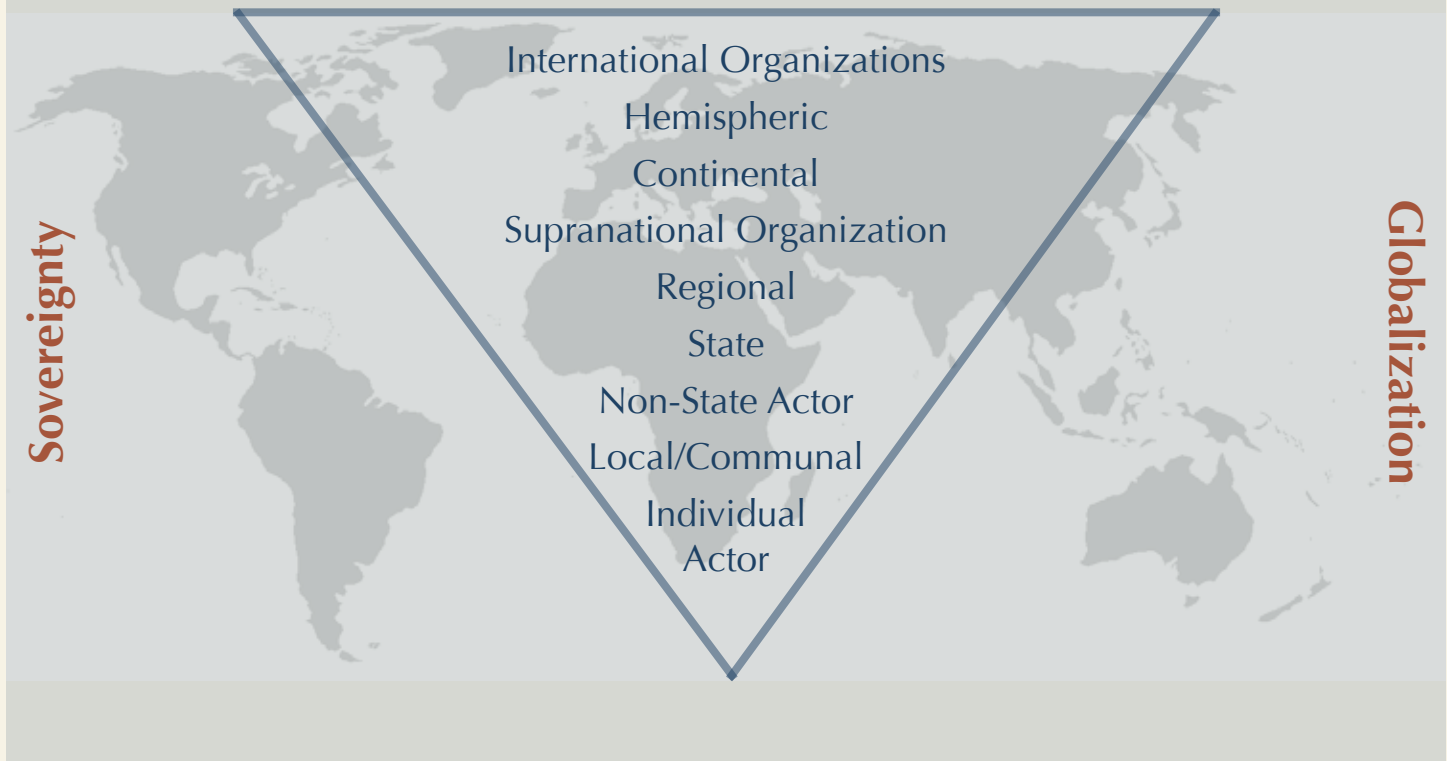 International Organizations
Hemispheric
Continental
Supranational Organization
Regional
State
Non-State Actor
Local/Communal
Individual
Actor
Sovereignty
Globalization